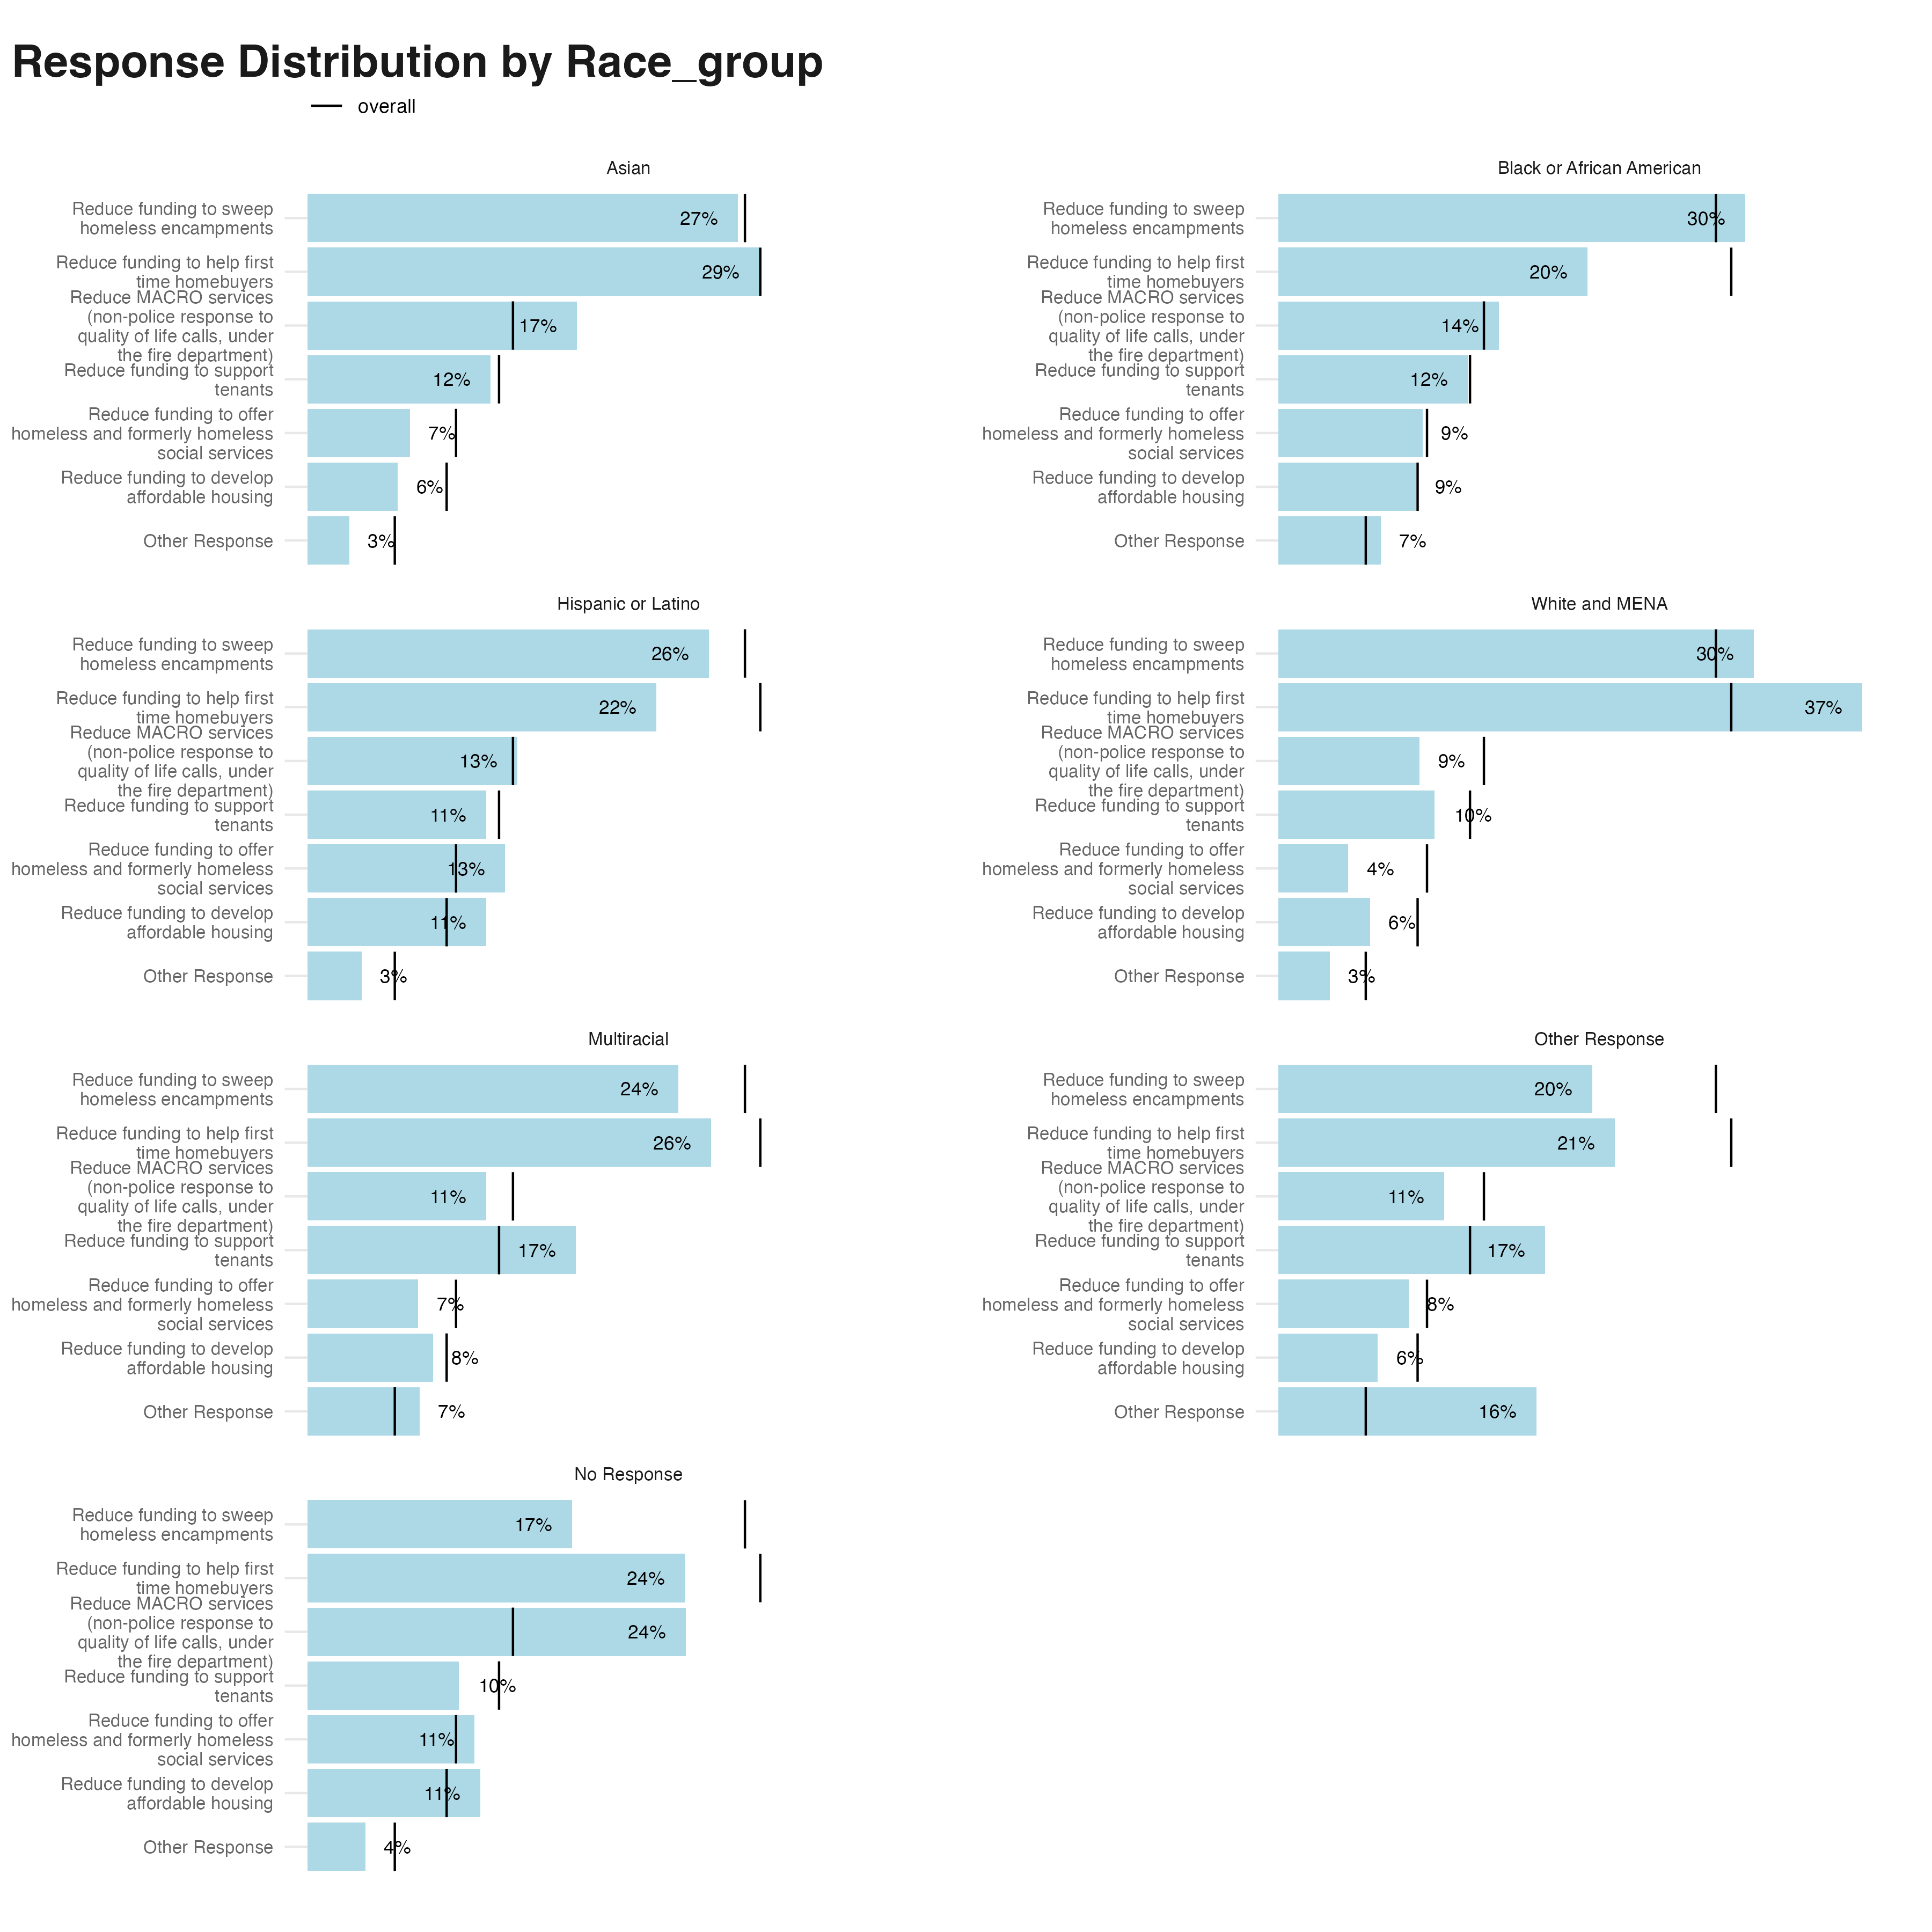 Response Distribution by Race_group
overall
Asian
Reduce funding to sweep
homeless encampments
27%
Reduce funding to help first
time homebuyers
29%
Reduce MACRO services
(non-police response to
quality of life calls, under
the fire department)
17%
Reduce funding to support
tenants
12%
Reduce funding to offer
homeless and formerly homeless
social services
7%
Reduce funding to develop
affordable housing
6%
Other Response
3%
Black or African American
Reduce funding to sweep
homeless encampments
30%
Reduce funding to help first
time homebuyers
20%
Reduce MACRO services
(non-police response to
quality of life calls, under
the fire department)
14%
Reduce funding to support
tenants
12%
Reduce funding to offer
homeless and formerly homeless
social services
9%
Reduce funding to develop
affordable housing
9%
Other Response
7%
Hispanic or Latino
Reduce funding to sweep
homeless encampments
26%
Reduce funding to help first
time homebuyers
22%
Reduce MACRO services
(non-police response to
quality of life calls, under
the fire department)
13%
Reduce funding to support
tenants
11%
Reduce funding to offer
homeless and formerly homeless
social services
13%
Reduce funding to develop
affordable housing
11%
Other Response
3%
White and MENA
Reduce funding to sweep
homeless encampments
30%
Reduce funding to help first
time homebuyers
37%
Reduce MACRO services
(non-police response to
quality of life calls, under
the fire department)
9%
Reduce funding to support
tenants
10%
Reduce funding to offer
homeless and formerly homeless
social services
4%
Reduce funding to develop
affordable housing
6%
Other Response
3%
Multiracial
Reduce funding to sweep
homeless encampments
24%
Reduce funding to help first
time homebuyers
26%
Reduce MACRO services
(non-police response to
quality of life calls, under
the fire department)
11%
Reduce funding to support
tenants
17%
Reduce funding to offer
homeless and formerly homeless
social services
7%
Reduce funding to develop
affordable housing
8%
Other Response
7%
Other Response
Reduce funding to sweep
homeless encampments
20%
Reduce funding to help first
time homebuyers
21%
Reduce MACRO services
(non-police response to
quality of life calls, under
the fire department)
11%
Reduce funding to support
tenants
17%
Reduce funding to offer
homeless and formerly homeless
social services
8%
Reduce funding to develop
affordable housing
6%
Other Response
16%
No Response
Reduce funding to sweep
homeless encampments
17%
Reduce funding to help first
time homebuyers
24%
Reduce MACRO services
(non-police response to
quality of life calls, under
the fire department)
24%
Reduce funding to support
tenants
10%
Reduce funding to offer
homeless and formerly homeless
social services
11%
Reduce funding to develop
affordable housing
11%
Other Response
4%